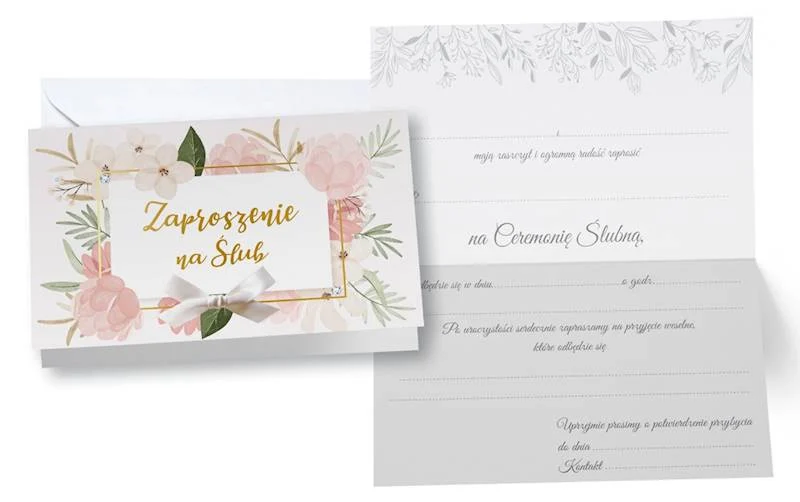 Zaproszenie
na Ślub
i
mają zaszczyt i ogromną radość zaprosić
na Ceremonię Ślubną,
odbędzie się w dniu o godz.
Po uroczystości serdecznie zapraszamy na przyjęcie weselne,
które odbędzie się
Uprzejmie prosimy o potwierdzenie przybycia
do dnia
Kontakt